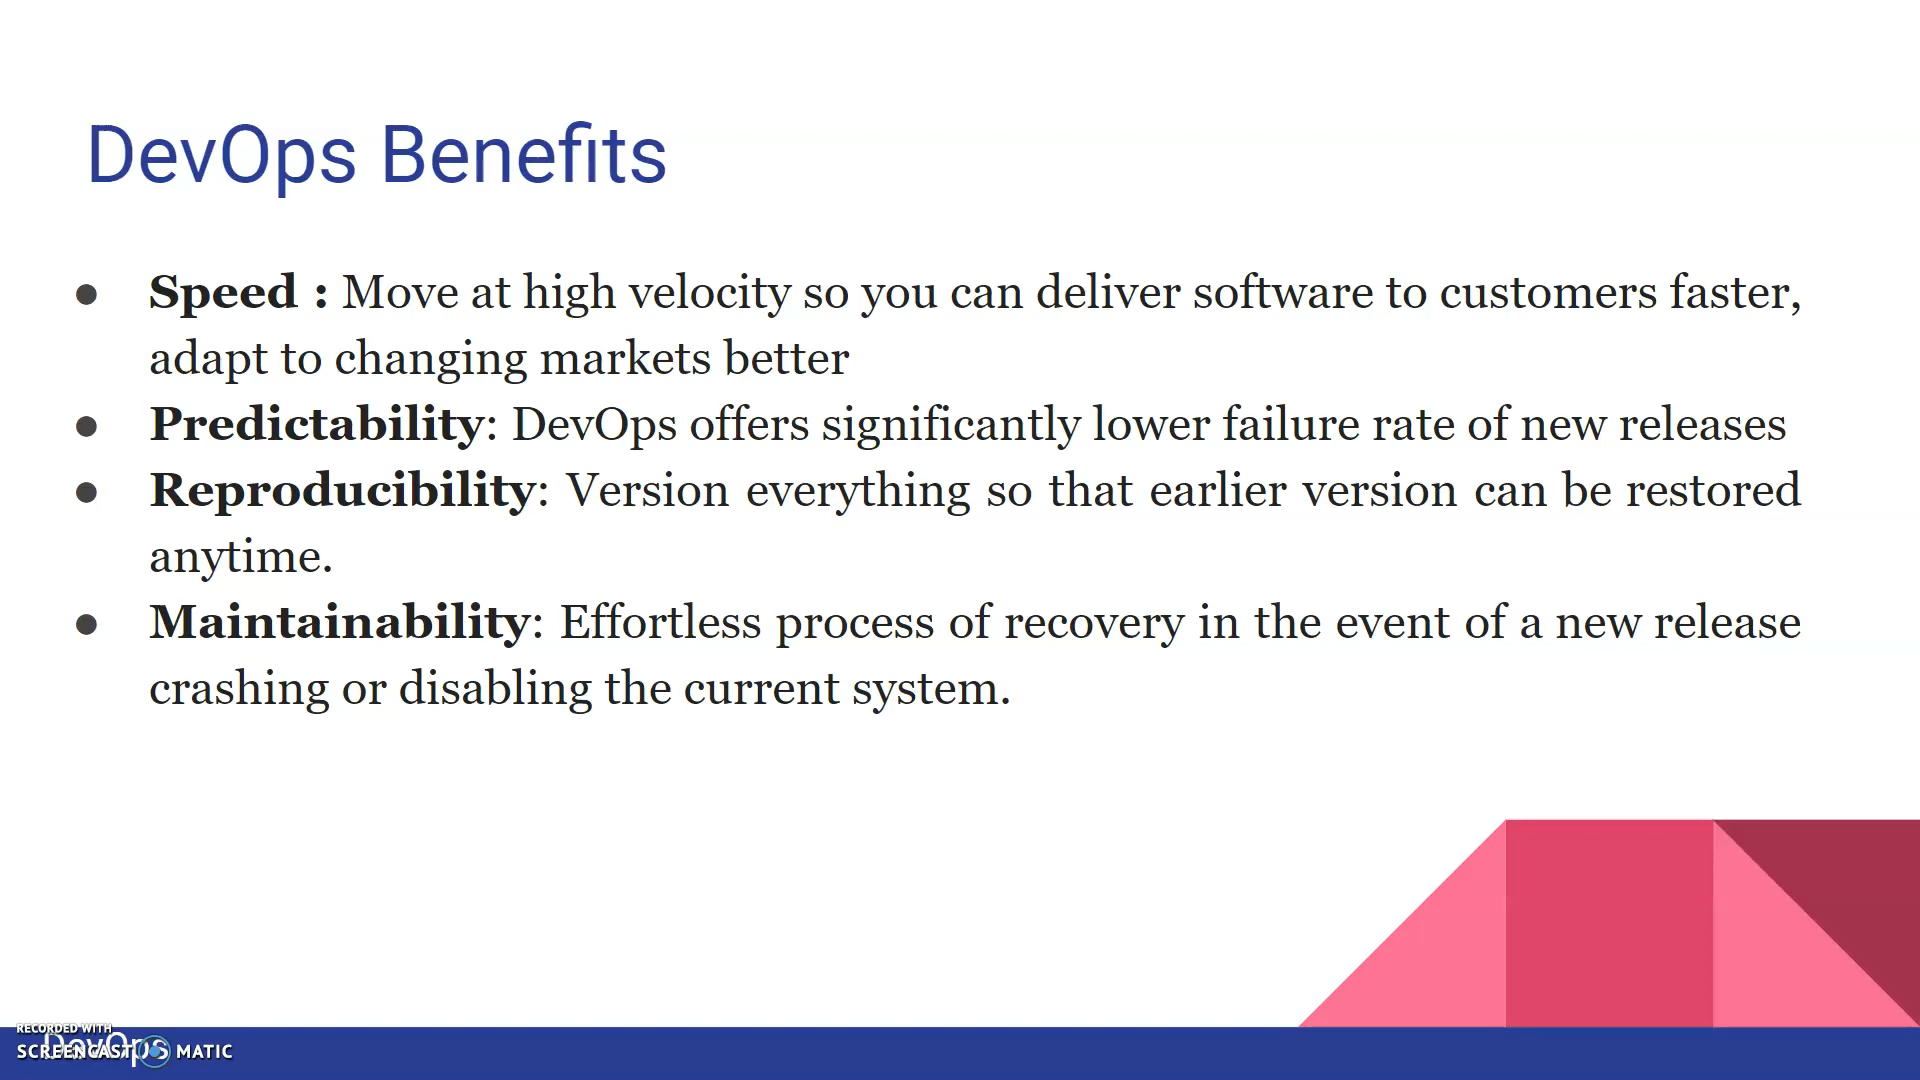 DevOps Benefits
● Speed : Move at high velocity so you can deliver software to customers faster,
adapt to changing markets better
● Predictability: DevOps offers significantly lower failure rate of new releases
● Reproducibility: Version everything so that earlier version can be restored
anytime.
● Maintainability: Effortless process of recovery in the event of a new release
crashing or disabling the current system.
RECORDED WITH
DevOps
SCREENCAST MATIC